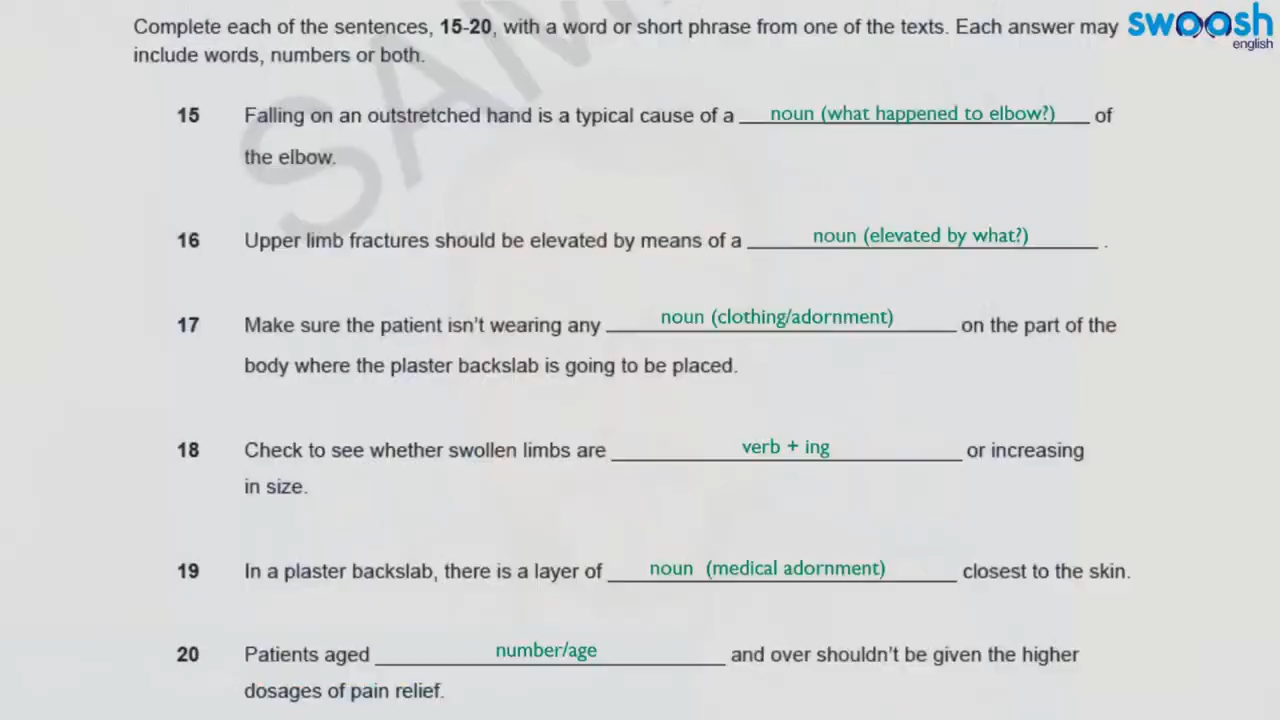 Complete each of the sentences, 15-20, with a word or short phrase from one of the texts. Each answer may
include words, numbers or both.
swoosh
english
15 Falling on an outstretched hand is a typical cause of a noun (what happened to elbow?) of
the elbow.
16 Upper limb fractures should be elevated by means of a noun (elevated by what?) .
17 Make sure the patient isn't wearing any noun (clothing/adornment) on the part of the
body where the plaster backslab is going to be placed.
18 Check to see whether swollen limbs are verb + ing or increasing
in size.
19 In a plaster backslab, there is a layer of noun (medical adornment) closest to the skin.
20 Patients aged number/age and over shouldn't be given the higher
dosages of pain relief.